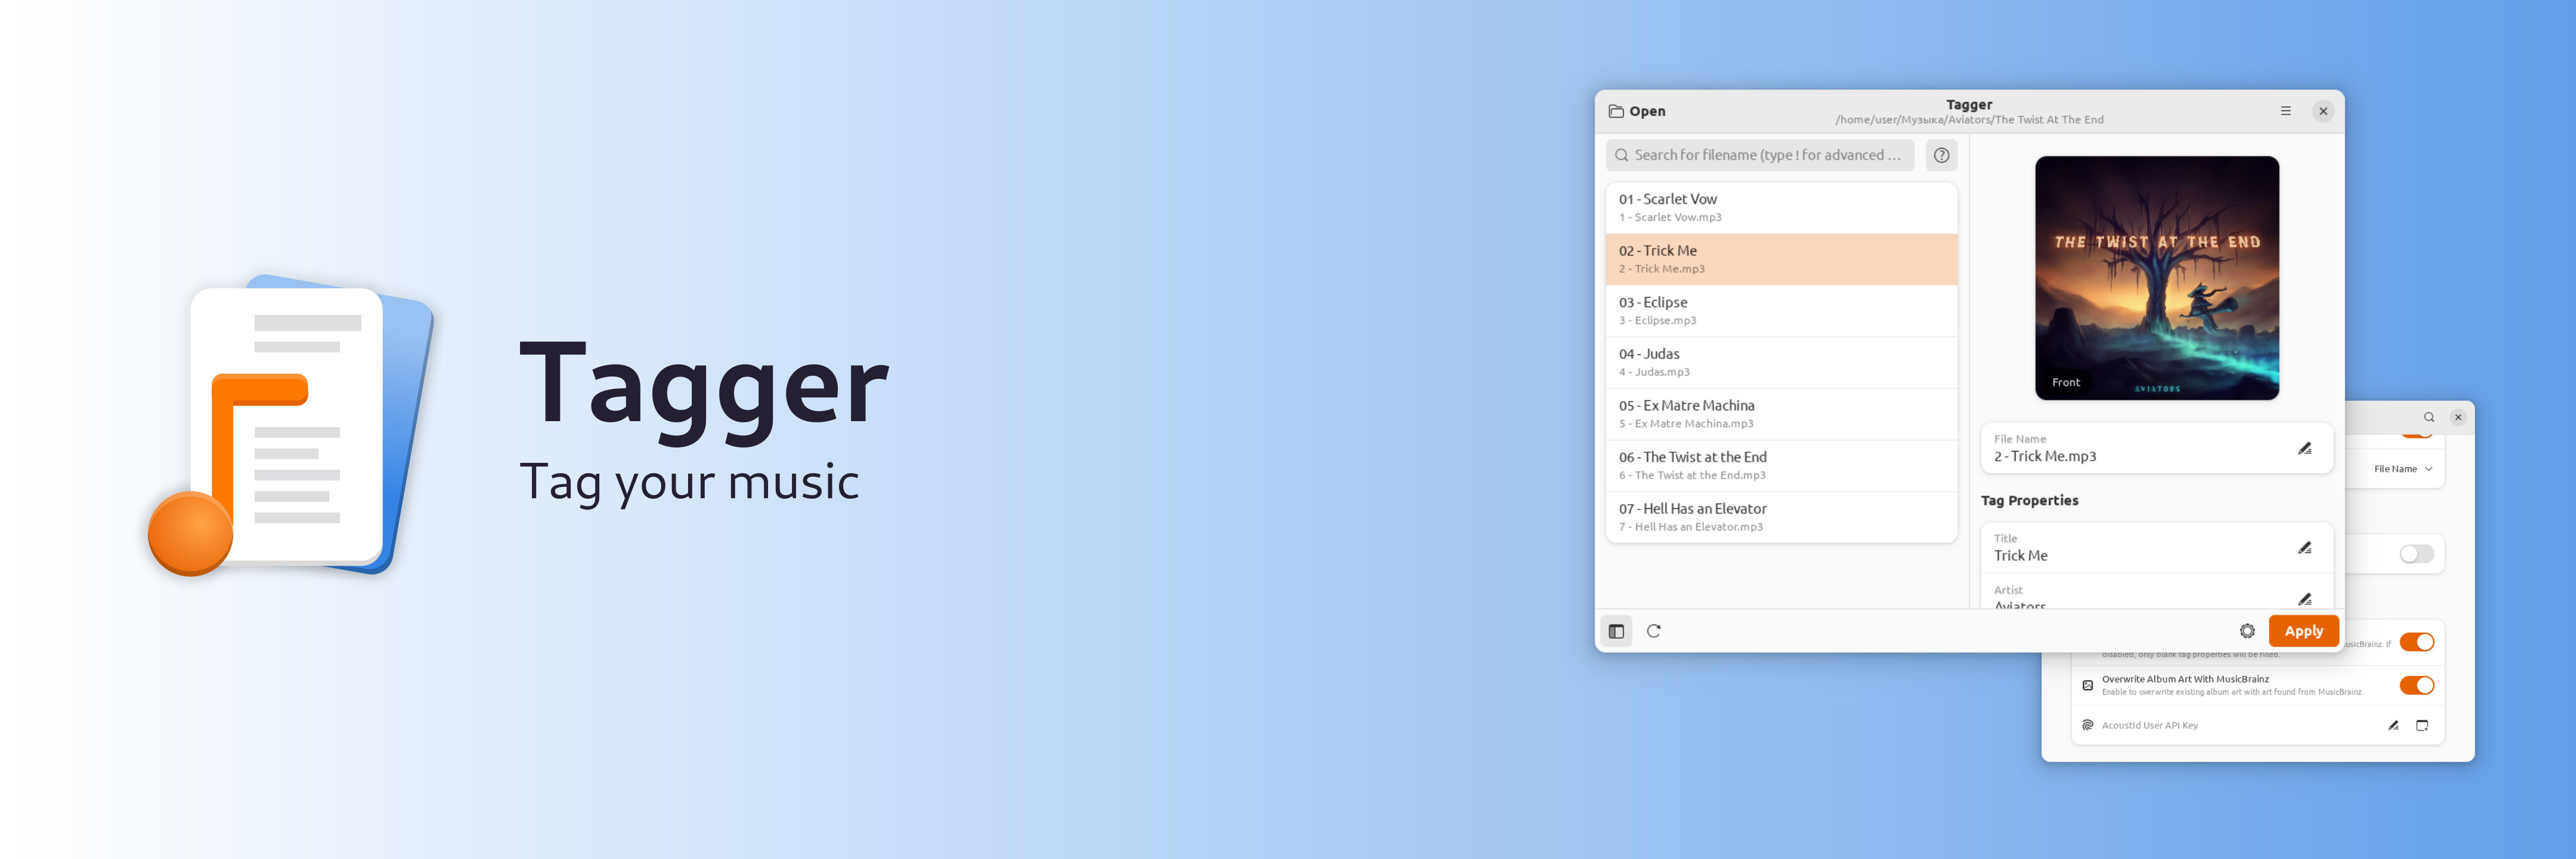 Tagger
Tag your music
Open
Tagger
/home/user/Музыка/Aviators/The Twist At The End
Search for filename (type ! for advanced ...
01 - Scarlet Vow
1 - Scarlet Vow.mp3
02 - Trick Me
2 - Trick Me.mp3
03 - Eclipse
3 - Eclipse.mp3
04 - Judas
4 - Judas.mp3
05 - Ex Matre Machina
5 - Ex Matre Machina.mp3
06 - The Twist at the End
6 - The Twist at the End.mp3
07 - Hell Has an Elevator
7 - Hell Has an Elevator.mp3
THE TWIST AT THE END
AVIATORS
Front
File Name
2 - Trick Me.mp3
Tag Properties
Title
Trick Me
Artist
Aviators
Apply
File Name
MusicBrainz. If
disabled, only blank tag properties will be filled.
Overwrite Album Art With MusicBrainz
Enable to overwrite existing album art with art found from MusicBrainz.
AcoustId User API Key